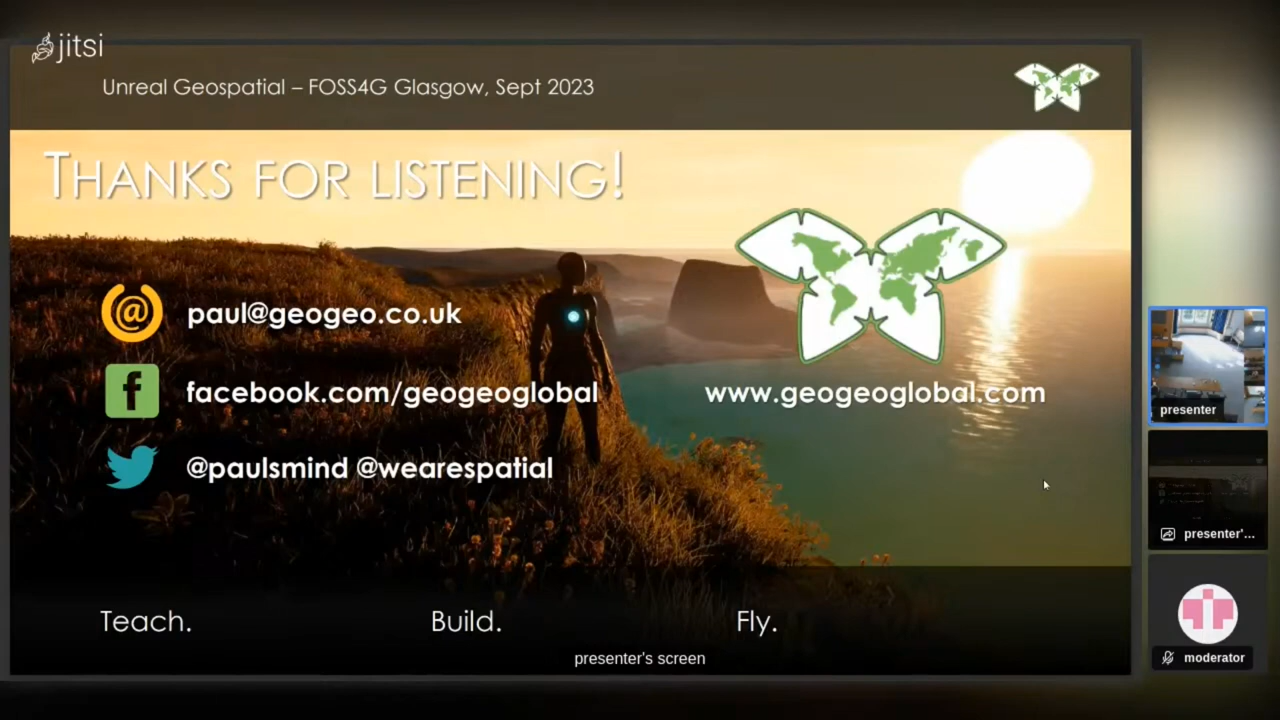 jitsi
Unreal Geospatial – FOSS4G Glasgow, Sept 2023
THANKS FOR LISTENING!
@ paul@geogeo.co.uk
f facebook.com/geogeoglobal
www.geogeoglobal.com
@paulsmind @wearespatial
presenter
presenter'...
Teach.
Build.
Fly.
presenter's screen
moderator